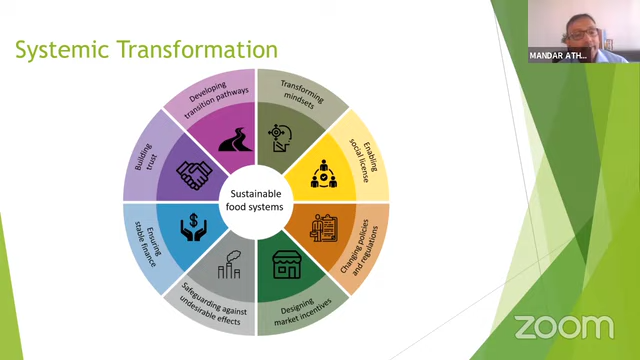 Systemic Transformation
MANDAR ATH...
Developing
transition pathways
Transforming
mindsets
Enabling
social license
Changing policies
and regulations
Designing
market incentives
Safeguarding against
undesirable effects
Ensuring
stable finance
Building
trust
Sustainable
food systems
$
zoom